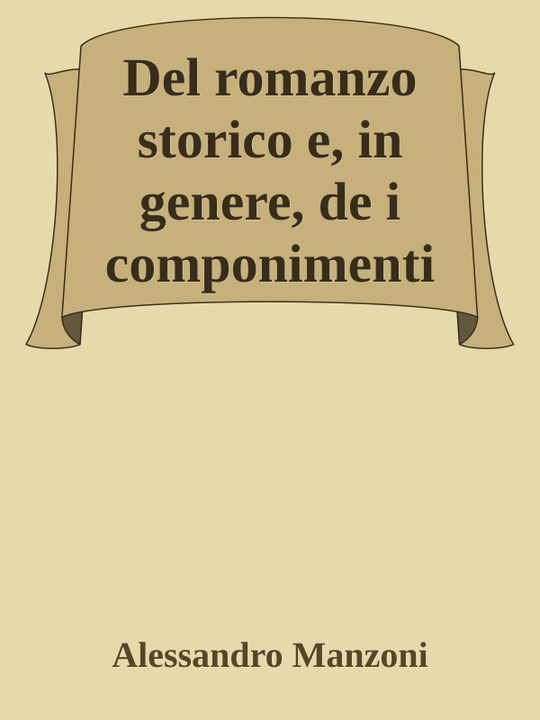 Del romanzo
storico e, in
genere, de i
componimenti
Alessandro Manzoni